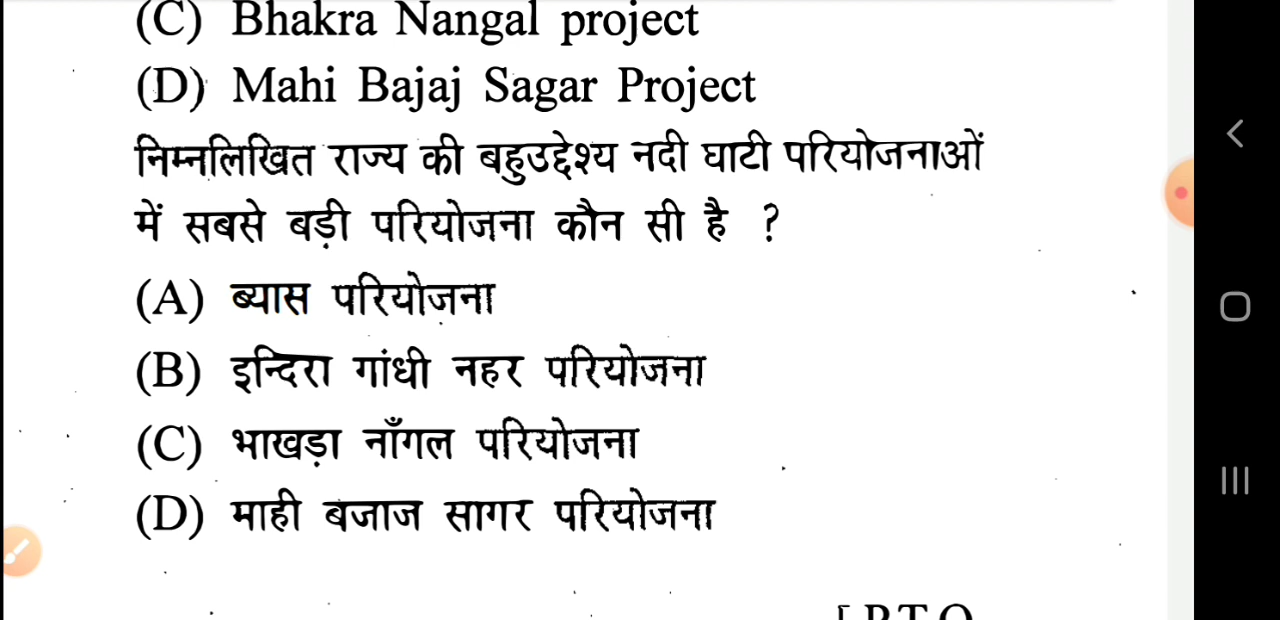 (C) Bhakra Nangal project
(D) Mahi Bajaj Sagar Project
निम्नलिखित राज्य की बहुउद्देश्य नदी घाटी परियोजनाओं
में सबसे बड़ी परियोजना कौन सी है ?
(A) ब्यास परियोजना
(B) इन्दिरा गांधी नहर परियोजना
(C) भाखड़ा नाँगल परियोजना
(D) माही बजाज सागर परियोजना
[ P.T.O.